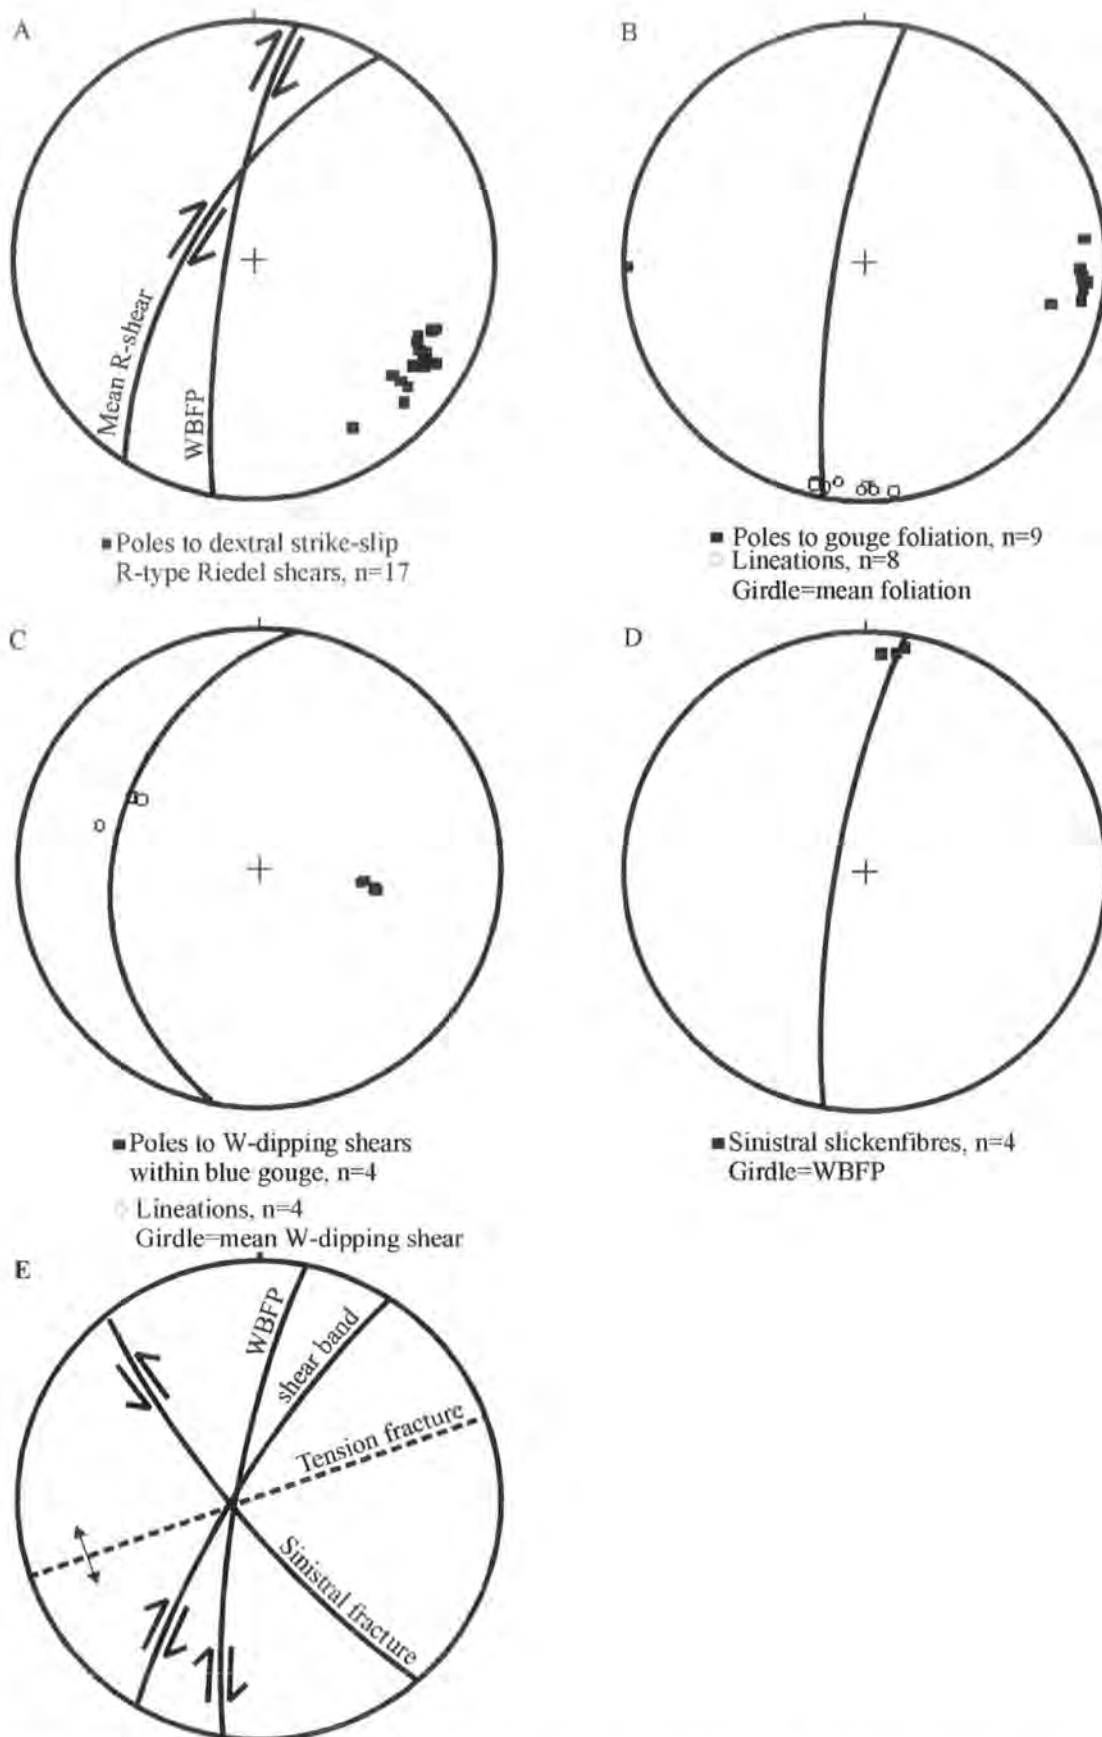 A
Mean R-shear
WBFP
■ Poles to dextral strike-slip
R-type Riedel shears, n=17
B
■ Poles to gouge foliation, n=9
○ Lineations, n=8
Girdle=mean foliation
C
■ Poles to W-dipping shears
within blue gouge, n=4
○ Lineations, n=4
Girdle=mean W-dipping shear
D
■ Sinistral slickenfibres, n=4
Girdle=WBFP
E
WBFP
shear band
Tension fracture
Sinistral fracture